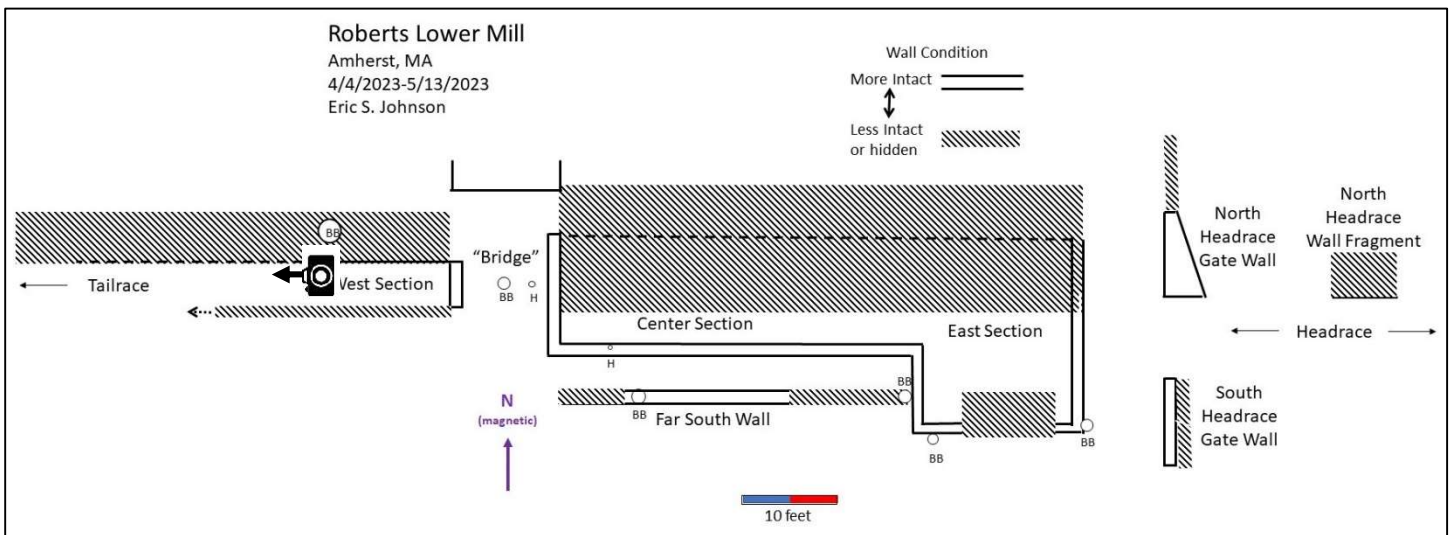 Roberts Lower Mill
Amherst, MA
4/4/2023-5/13/2023
Eric S. Johnson
Wall Condition
More Intact
Less Intact
or hidden
BB
"Bridge"
Tailrace
West Section
BB
H
Center Section
East Section
H
BB
BB
Far South Wall
BB
BB
N
(magnetic)
10 feet
North
Headrace
Gate Wall
North
Headrace
Wall Fragment
Headrace
South
Headrace
Gate Wall